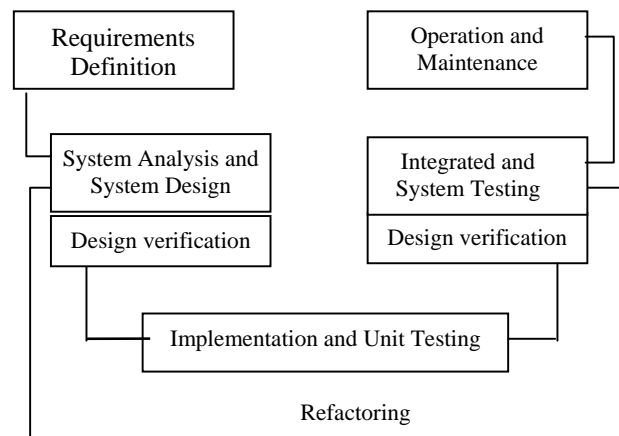 Requirements
Definition
Operation and
Maintenance
System Analysis and
System Design
Integrated and
System Testing
Design verification
Design verification
Implementation and Unit Testing
Refactoring